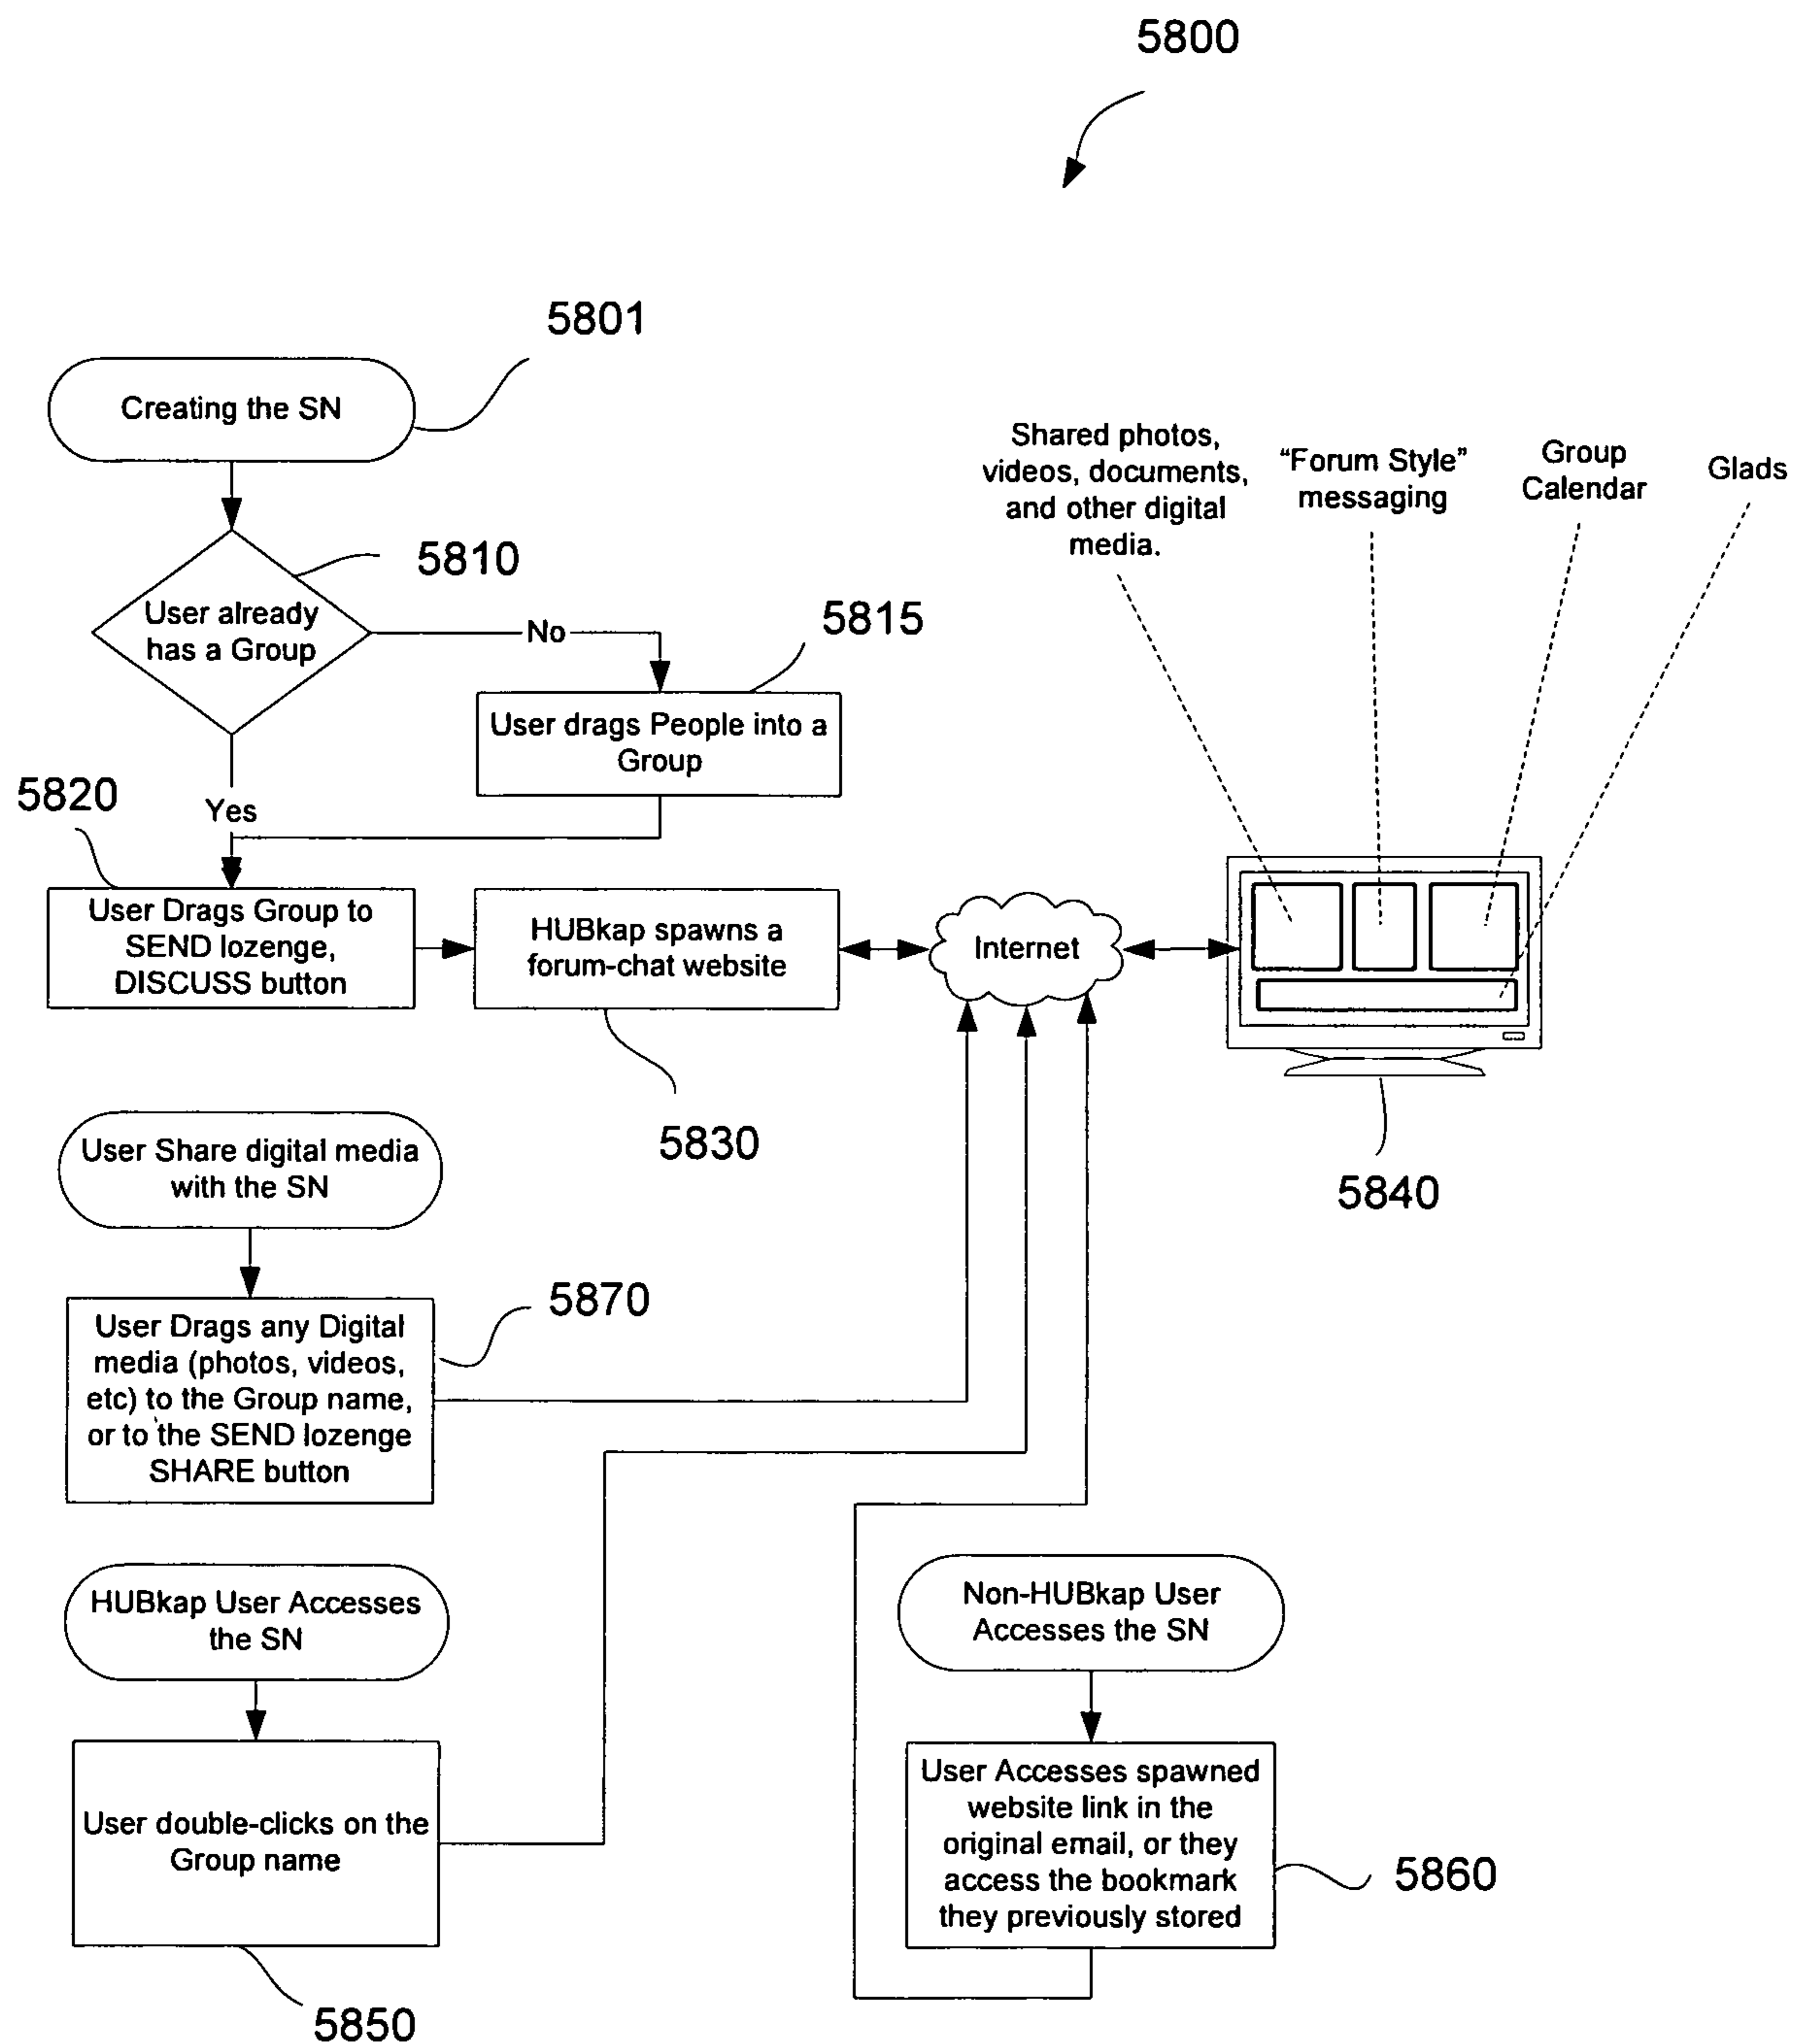 5800
5801
Creating the SN
5810
User already
has a Group
No
5815
User drags People into a
Group
Yes
5820
User Drags Group to
SEND lozenge,
DISCUSS button
HUBkap spawns a
forum-chat website
5830
Internet
Shared photos,
videos, documents,
and other digital
media.
"Forum Style"
messaging
Group
Calendar
Glads
5840
User Share digital media
with the SN
5870
User Drags any Digital
media (photos, videos,
etc) to the Group name,
or to the SEND lozenge
SHARE button
HUBkap User Accesses
the SN
User double-clicks on the
Group name
5850
Non-HUBkap User
Accesses the SN
User Accesses spawned
website link in the
original email, or they
access the bookmark
they previously stored
5860